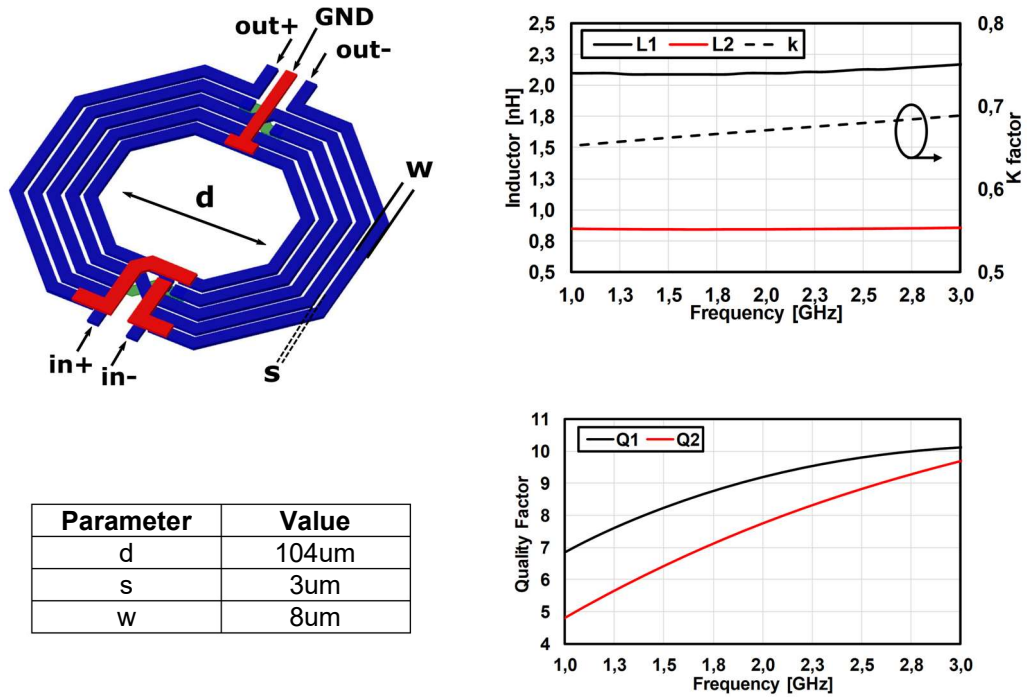 out+
GND
out-
d
w
in+
in-
s
Parameter Value
d 104um
s 3um
w 8um
L1 L2 k
2,5
2,3
2,0
1,8
1,5
1,3
1,0
0,8
0,5
Inductor [nH]
0,8
0,7
0,6
0,5
K factor
1,0 1,3 1,5 1,8 2,0 2,3 2,5 2,8 3,0
Frequency [GHz]
Q1 Q2
11
10
9
8
7
6
5
4
Quality Factor
1,0 1,3 1,5 1,8 2,0 2,3 2,5 2,8 3,0
Frequency [GHz]